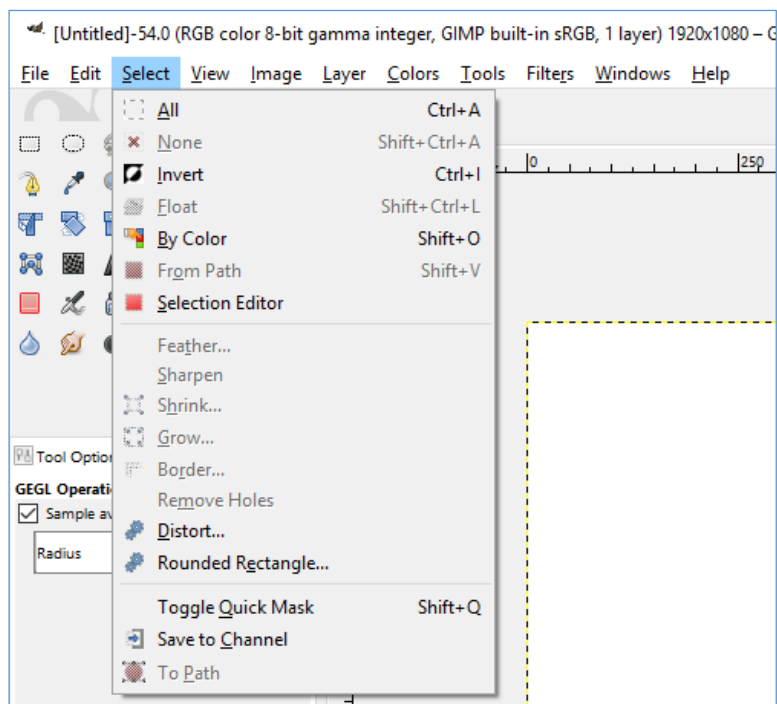 [Untitled]-54.0 (RGB color 8-bit gamma integer, GIMP built-in sRGB, 1 layer) 1920x1080 – G
File Edit Select View Image Layer Colors Tools Filters Windows Help
All Ctrl+A
None Shift+Ctrl+A
Invert Ctrl+I
Float Shift+Ctrl+L
By Color Shift+O
From Path Shift+V
Selection Editor
Feather...
Sharpen
Shrink...
Grow...
Border...
Remove Holes
Distort...
Rounded Rectangle...
Toggle Quick Mask Shift+Q
Save to Channel
To Path
0 250
Tool Option
GEGL Operati
Sample av
Radius